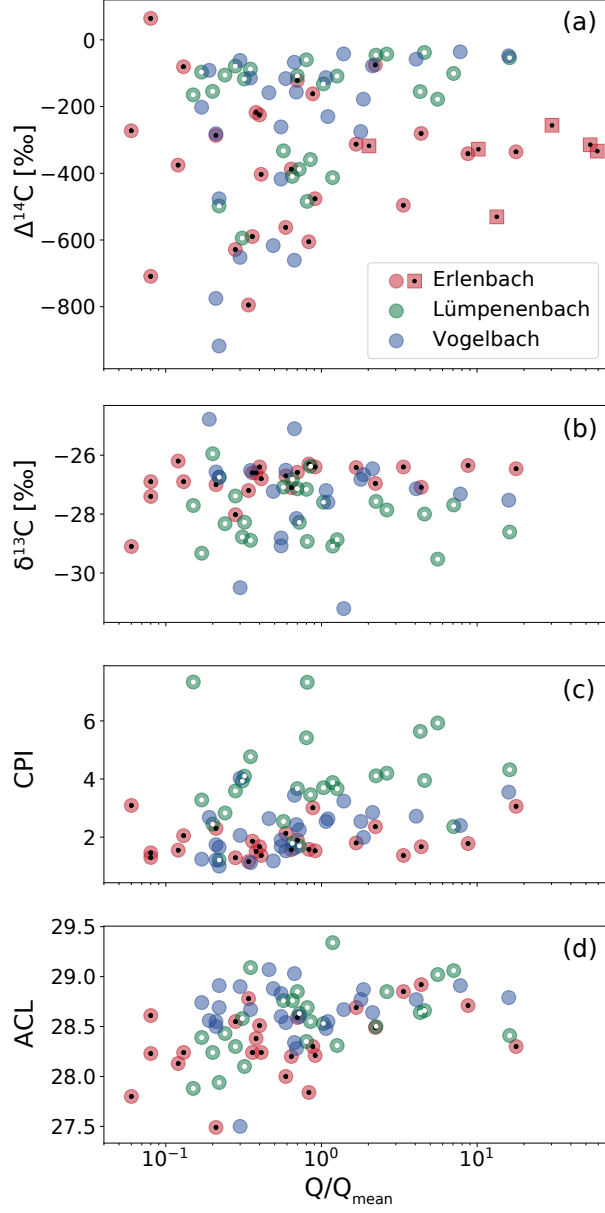 (a)
0
−200
−400
−600
−800
Δ¹⁴C [‰]
Erlenbach
Lümpenenbach
Vogelbach
(b)
−26
−28
−30
δ¹³C [‰]
(c)
6
4
2
CPI
(d)
29.5
29.0
28.5
28.0
27.5
ACL
10⁻¹ 10⁰ 10¹
Q/Qmean